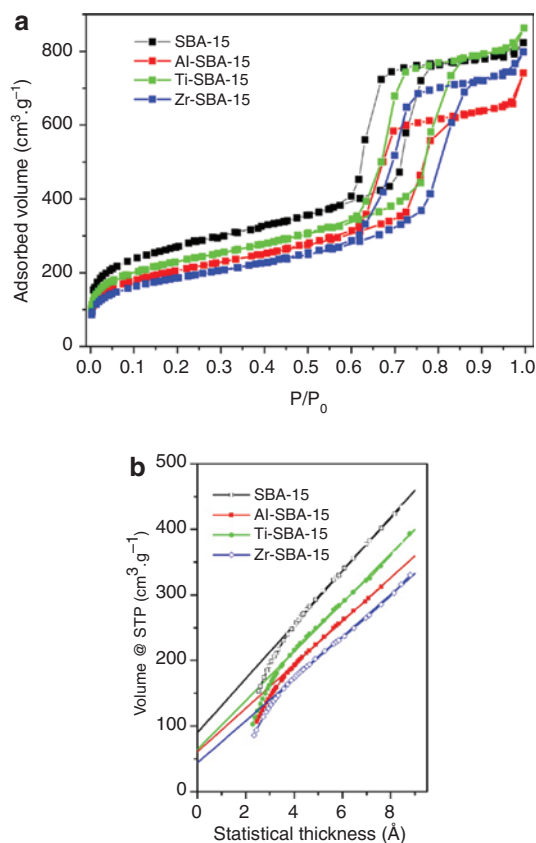 a
SBA-15
Al-SBA-15
Ti-SBA-15
Zr-SBA-15
Adsorbed volume (cm³.g⁻¹)
800
600
400
200
0
0.0 0.1 0.2 0.3 0.4 0.5 0.6 0.7 0.8 0.9 1.0
P/P₀
b
SBA-15
Al-SBA-15
Ti-SBA-15
Zr-SBA-15
Volume @ STP (cm³.g⁻¹)
500
400
300
200
100
0
0 2 4 6 8
Statistical thickness (Å)